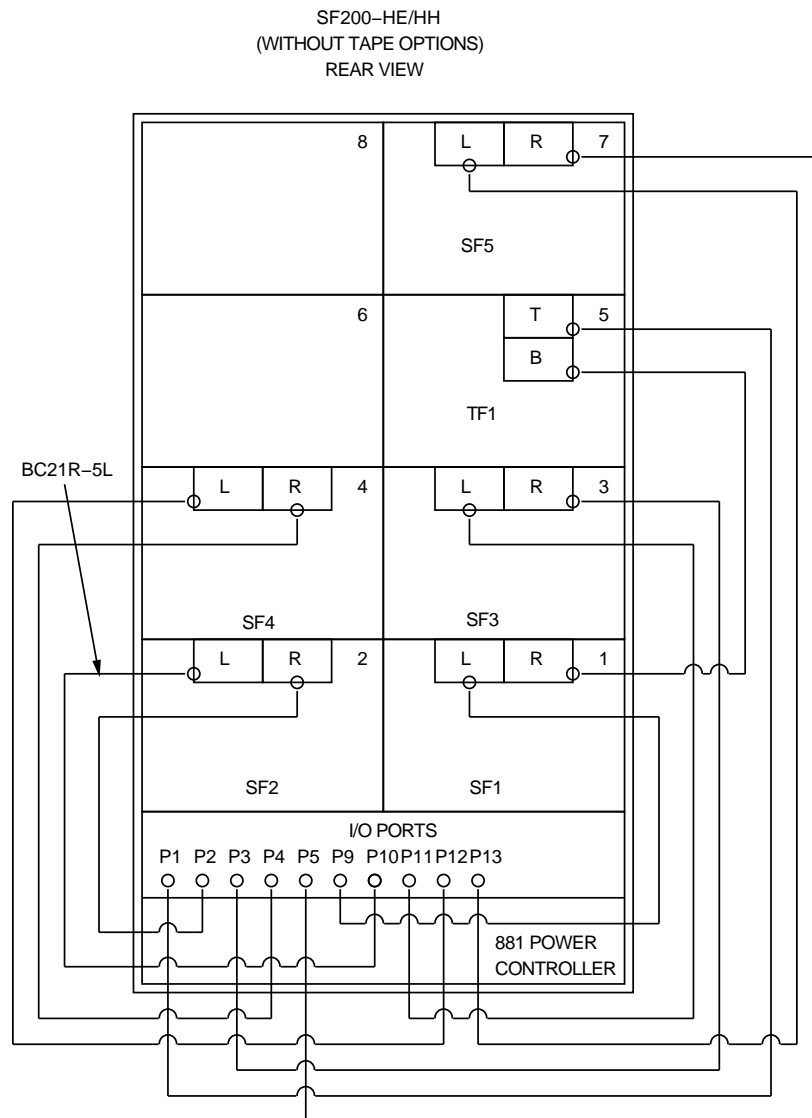 SF200–HE/HH
(WITHOUT TAPE OPTIONS)
REAR VIEW
8
L R 7
SF5
6
T 5
B
TF1
BC21R–5L
L R 4
L R 3
SF4
SF3
L R 2
L R 1
SF2
SF1
I/O PORTS
P1 P2 P3 P4 P5 P9 P10 P11 P12 P13
881 POWER
CONTROLLER